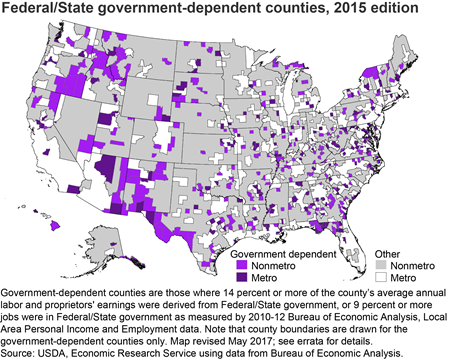 Federal/State government-dependent counties, 2015 edition
Government dependent
Nonmetro
Metro
Other
Nonmetro
Metro
Government-dependent counties are those where 14 percent or more of the county's average annual
labor and proprietors' earnings were derived from Federal/State government, or 9 percent or more
jobs were in Federal/State government as measured by 2010-12 Bureau of Economic Analysis, Local
Area Personal Income and Employment data. Note that county boundaries are drawn for the
government-dependent counties only. Map revised May 2017; see errata for details.
Source: USDA, Economic Research Service using data from Bureau of Economic Analysis.